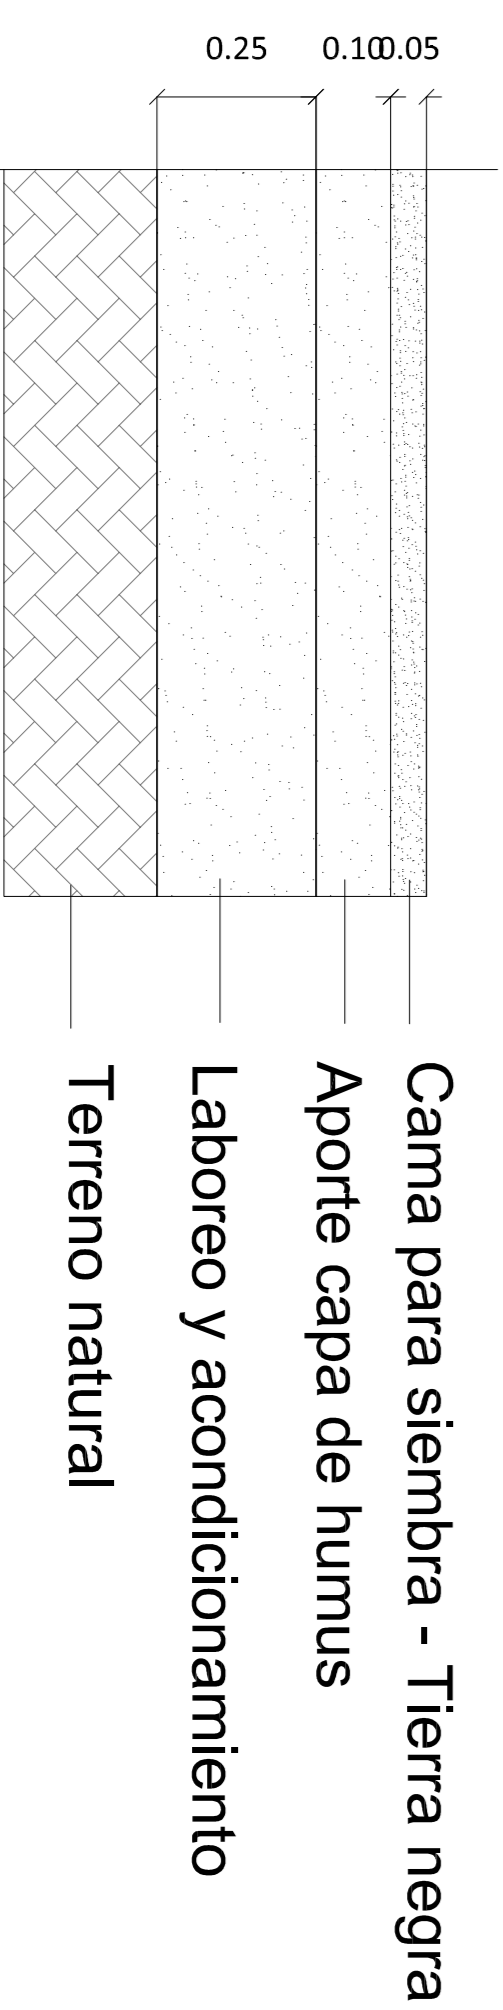 0.25
0.10
0.05
Cama para siembra - Tierra negra
Aporte capa de humus
Laboreo y acondicionamiento
Terreno natural